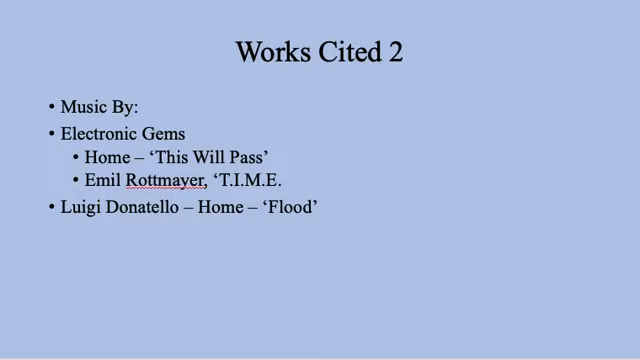 Works Cited 2
• Music By:
• Electronic Gems
• Home – ‘This Will Pass’
• Emil Rottmayer, ‘T.I.M.E.
• Luigi Donatello – Home – ‘Flood’